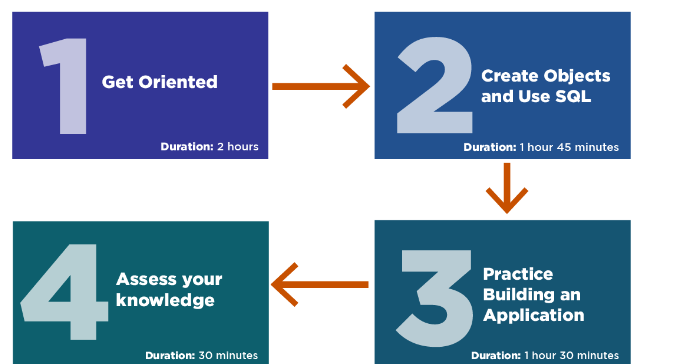 1
Get Oriented
Duration: 2 hours
2
Create Objects
and Use SQL
Duration: 1 hour 45 minutes
3
Practice
Building an
Application
Duration: 1 hour 30 minutes
4
Assess your
knowledge
Duration: 30 minutes